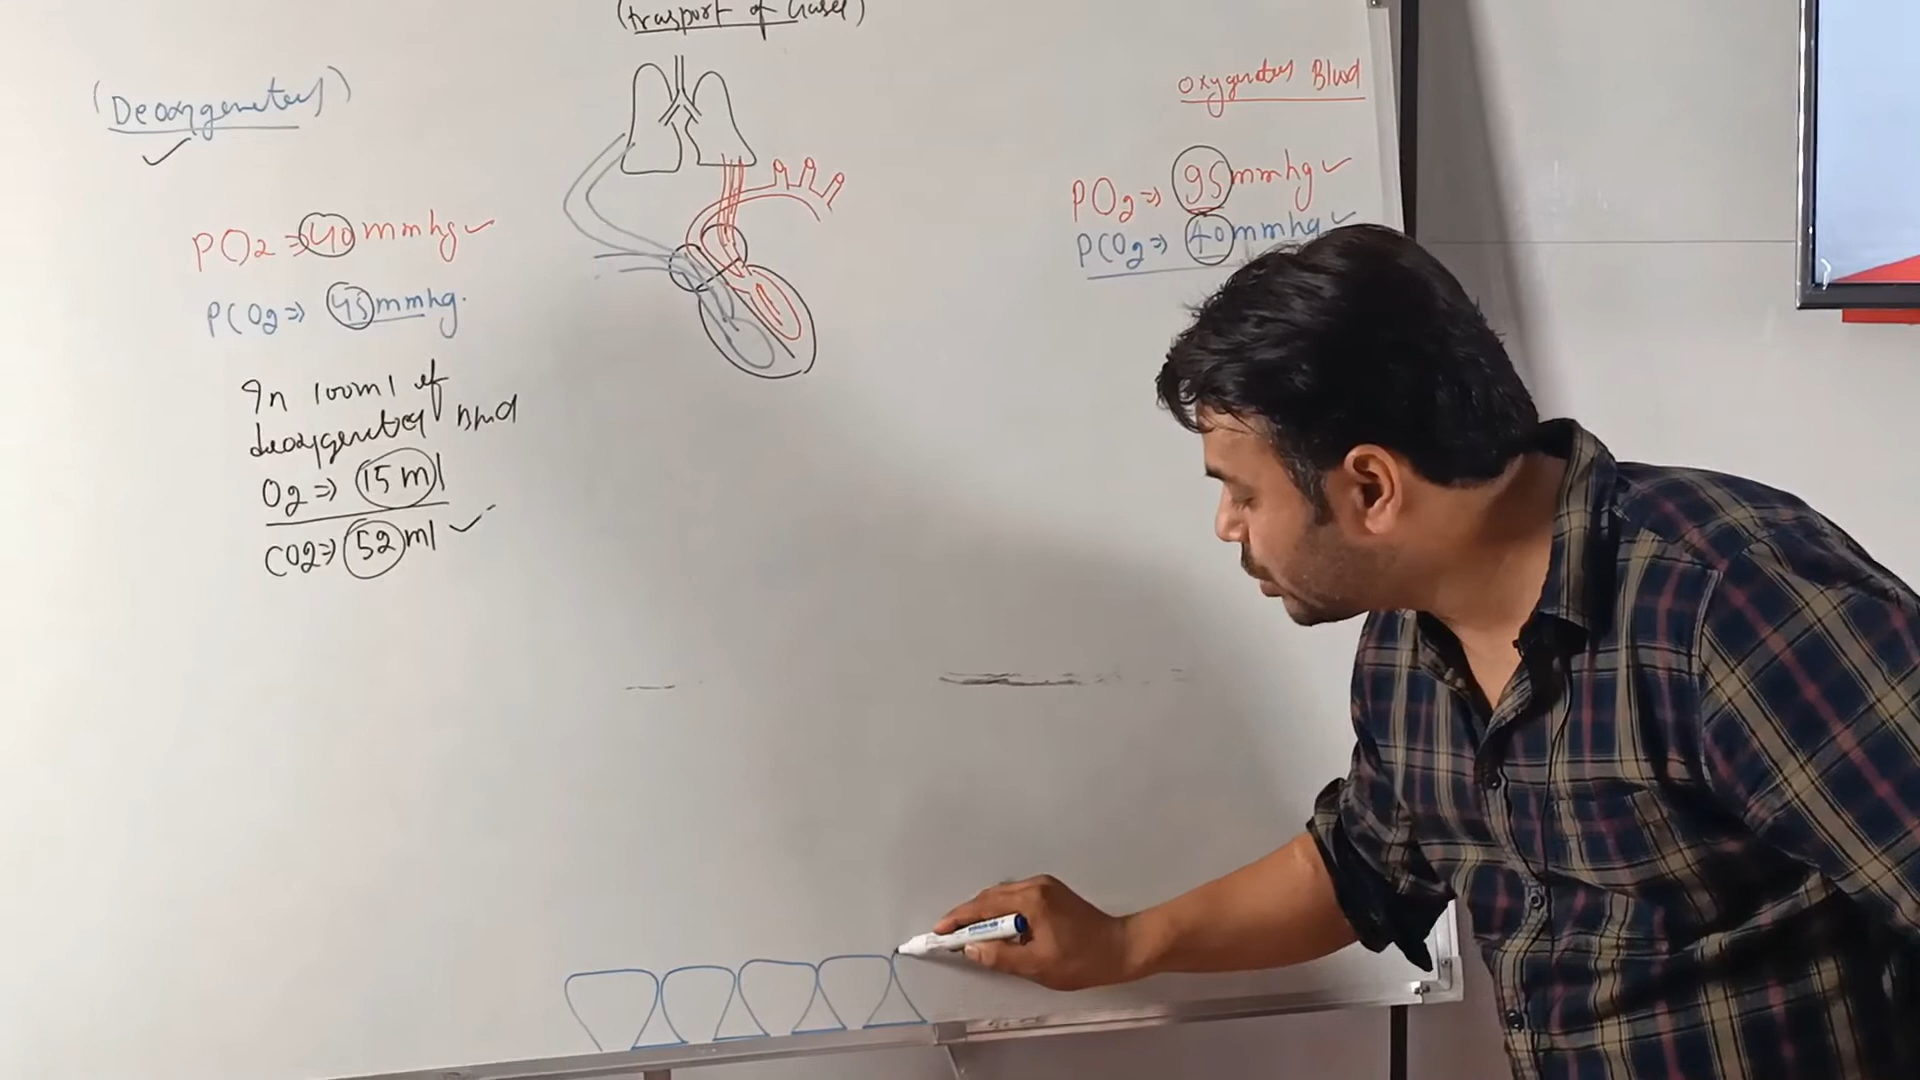 (trasport of Gases)
(Deoxygenated)
PO2 => 40 mmhg ✓
PCO2 => 45 mmhg.
In 100ml of
deoxygenated Blood
O2 => 15 ml
CO2 => 52 ml ✓
oxygenated Blood
PO2 => 95 mmhg ✓
PCO2 => 40 mmhg ✓